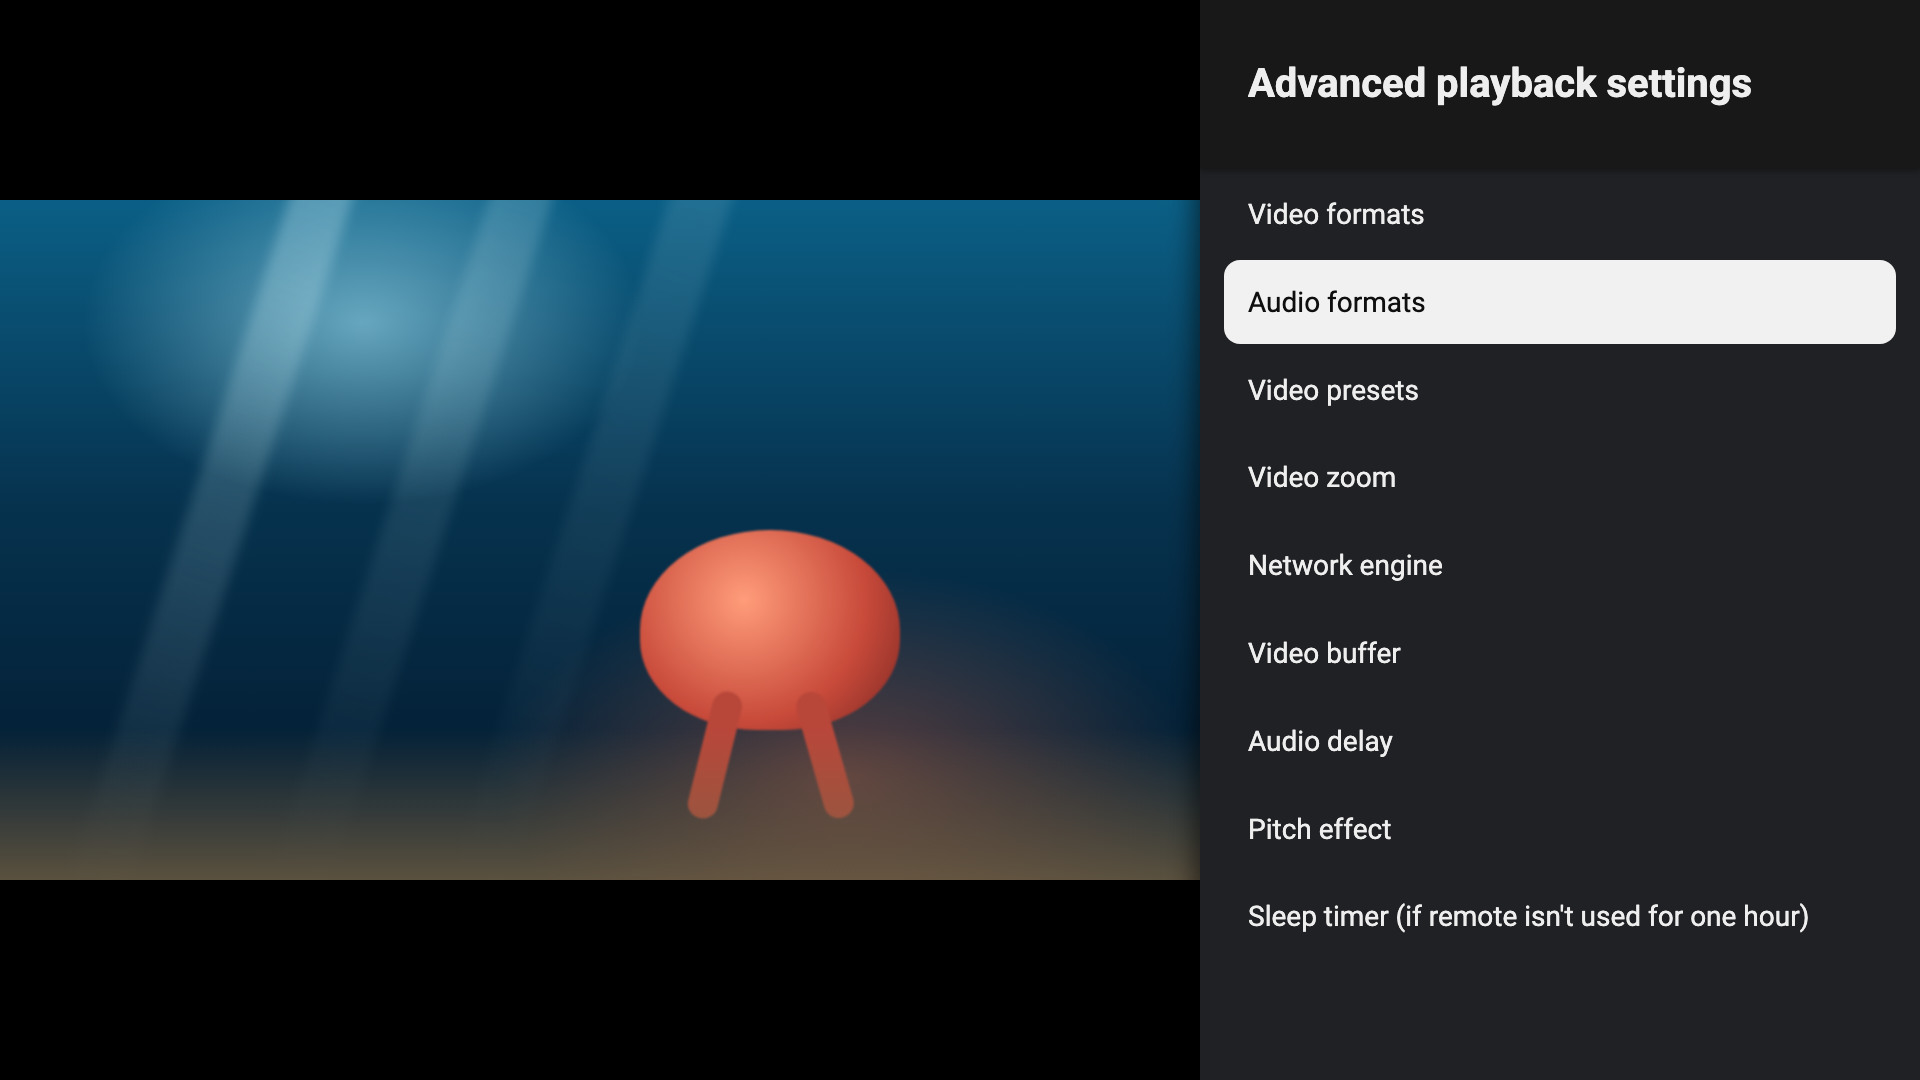 Advanced playback settings
Video formats
Audio formats
Video presets
Video zoom
Network engine
Video buffer
Audio delay
Pitch effect
Sleep timer (if remote isn't used for one hour)